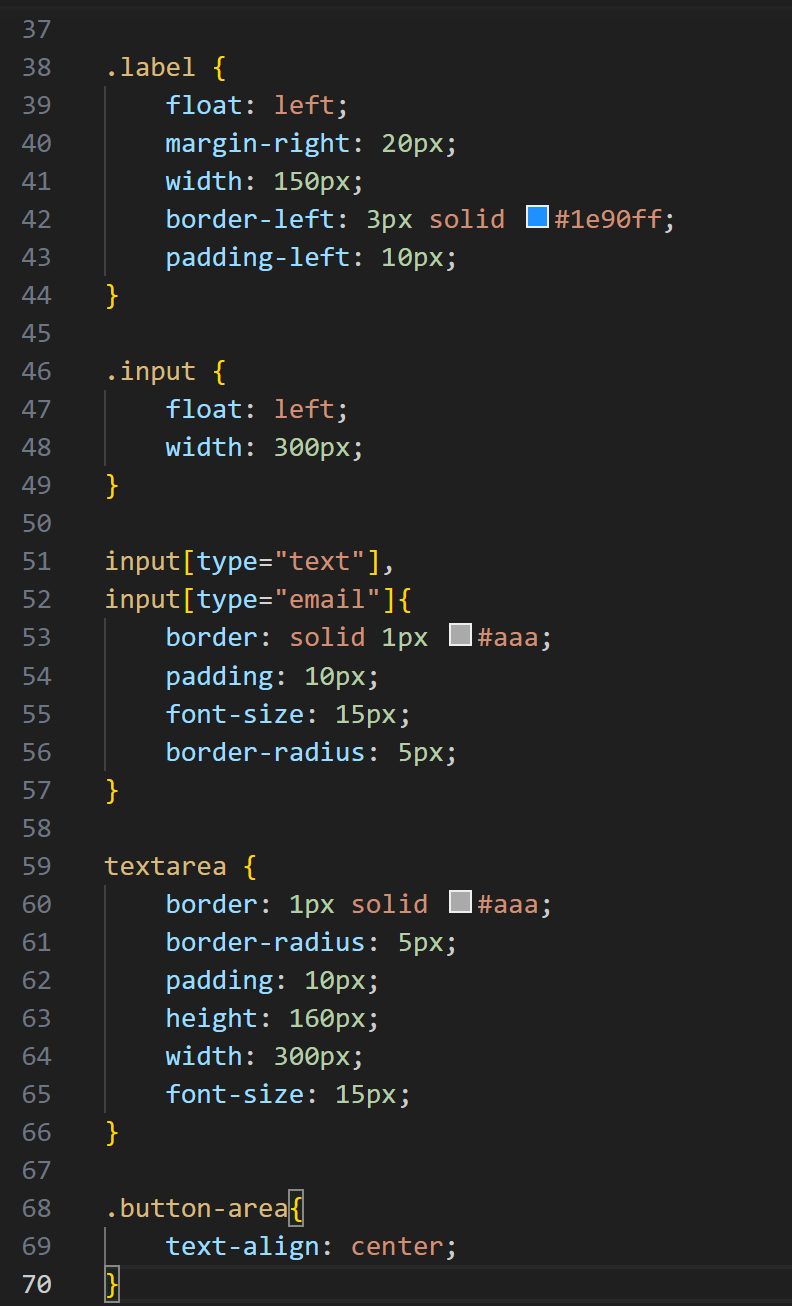 37
38 .label {
39     float: left;
40     margin-right: 20px;
41     width: 150px;
42     border-left: 3px solid #1e90ff;
43     padding-left: 10px;
44 }
45
46 .input {
47     float: left;
48     width: 300px;
49 }
50
51 input[type="text"],
52 input[type="email"]{
53     border: solid 1px #aaa;
54     padding: 10px;
55     font-size: 15px;
56     border-radius: 5px;
57 }
58
59 textarea {
60     border: 1px solid #aaa;
61     border-radius: 5px;
62     padding: 10px;
63     height: 160px;
64     width: 300px;
65     font-size: 15px;
66 }
67
68 .button-area{
69     text-align: center;
70 }